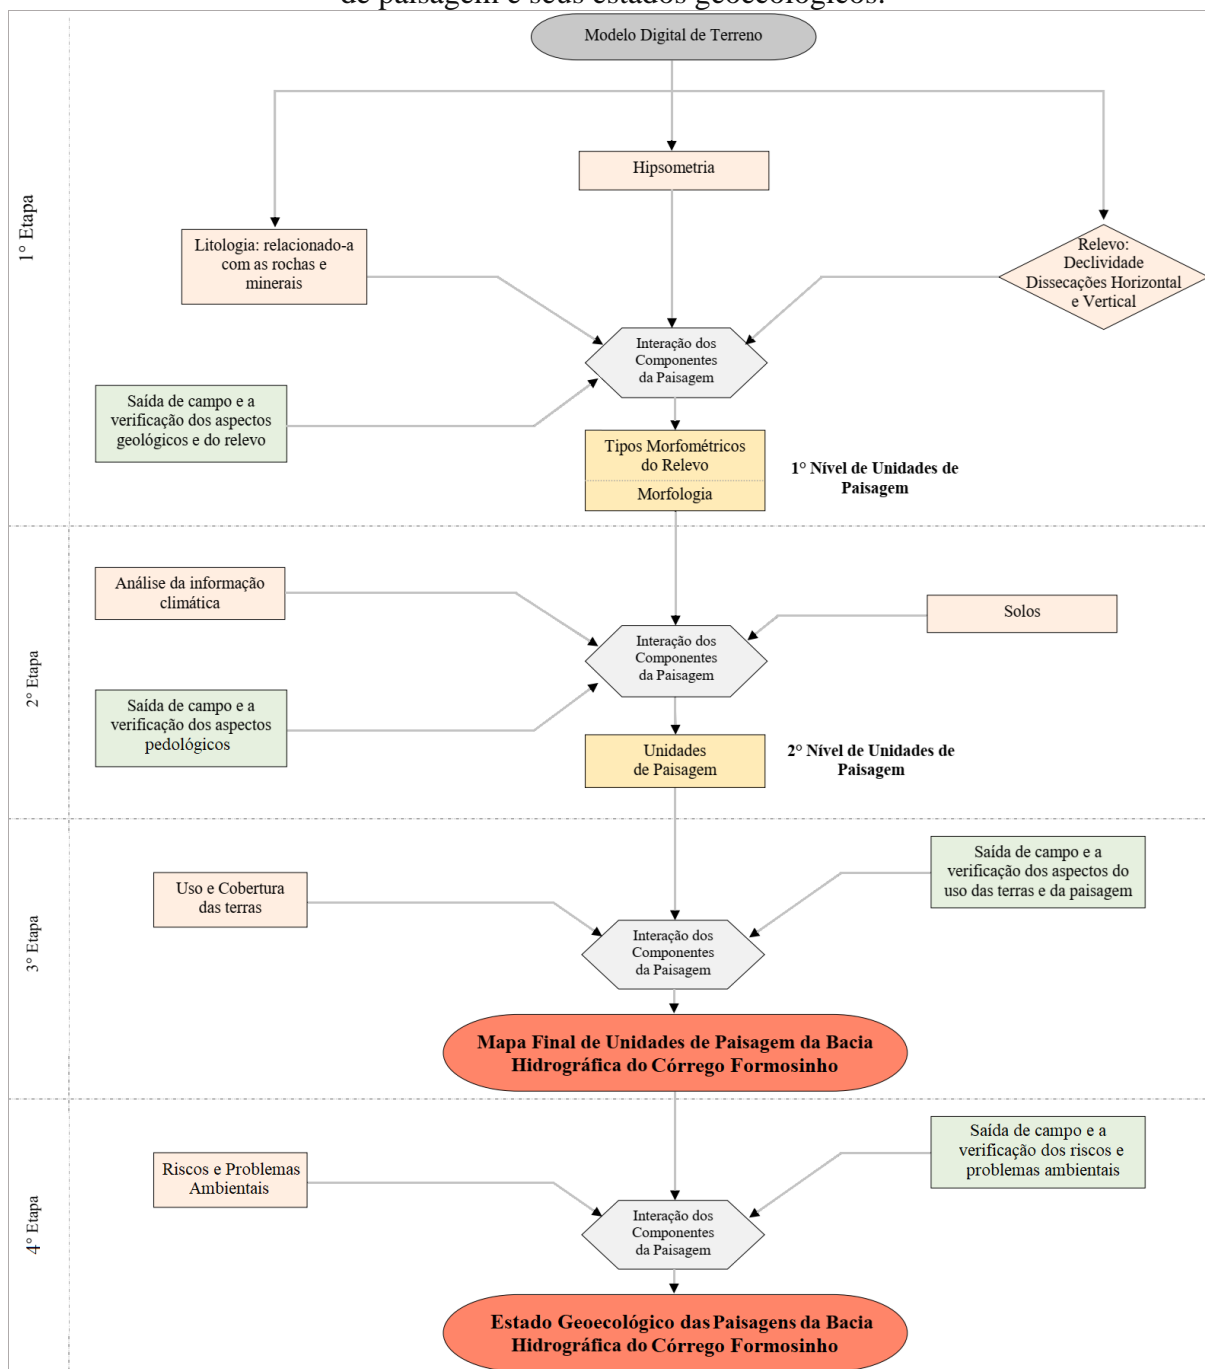 de paisagem e seus estados geoecológicos.
Modelo Digital de Terreno
Hipsometria
1° Etapa
Litologia: relacionado-a
com as rochas e
minerais
Relevo:
Declividade
Dissecações Horizontal
e Vertical
Interação dos
Componentes
da Paisagem
Saída de campo e a
verificação dos aspectos
geológicos e do relevo
Tipos Morfométricos
do Relevo
Morfologia
1° Nível de Unidades de
Paisagem
2° Etapa
Análise da informação
climática
Solos
Interação dos
Componentes
da Paisagem
Saída de campo e a
verificação dos aspectos
pedológicos
Unidades
de Paisagem
2° Nível de Unidades de
Paisagem
3° Etapa
Uso e Cobertura
das terras
Saída de campo e a
verificação dos aspectos do
uso das terras e da paisagem
Interação dos
Componentes
da Paisagem
Mapa Final de Unidades de Paisagem da Bacia
Hidrográfica do Córrego Formosinho
4° Etapa
Riscos e Problemas
Ambientais
Saída de campo e a
verificação dos riscos e
problemas ambientais
Interação dos
Componentes
da Paisagem
Estado Geoecológico das Paisagens da Bacia
Hidrográfica do Córrego Formosinho